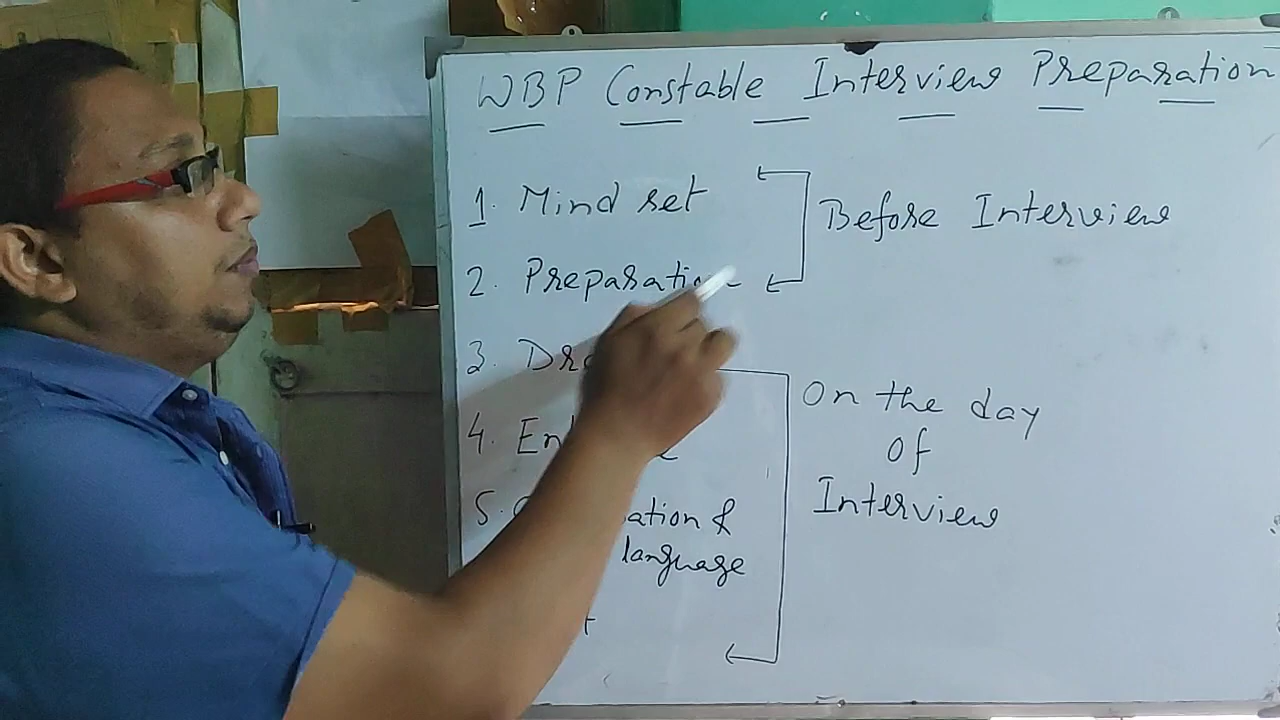 WBP Constable Interview Preparation
1. Mind set
Before Interview
2. Preparation
3.
4.
5. ation &
language
On the day
of
Interview